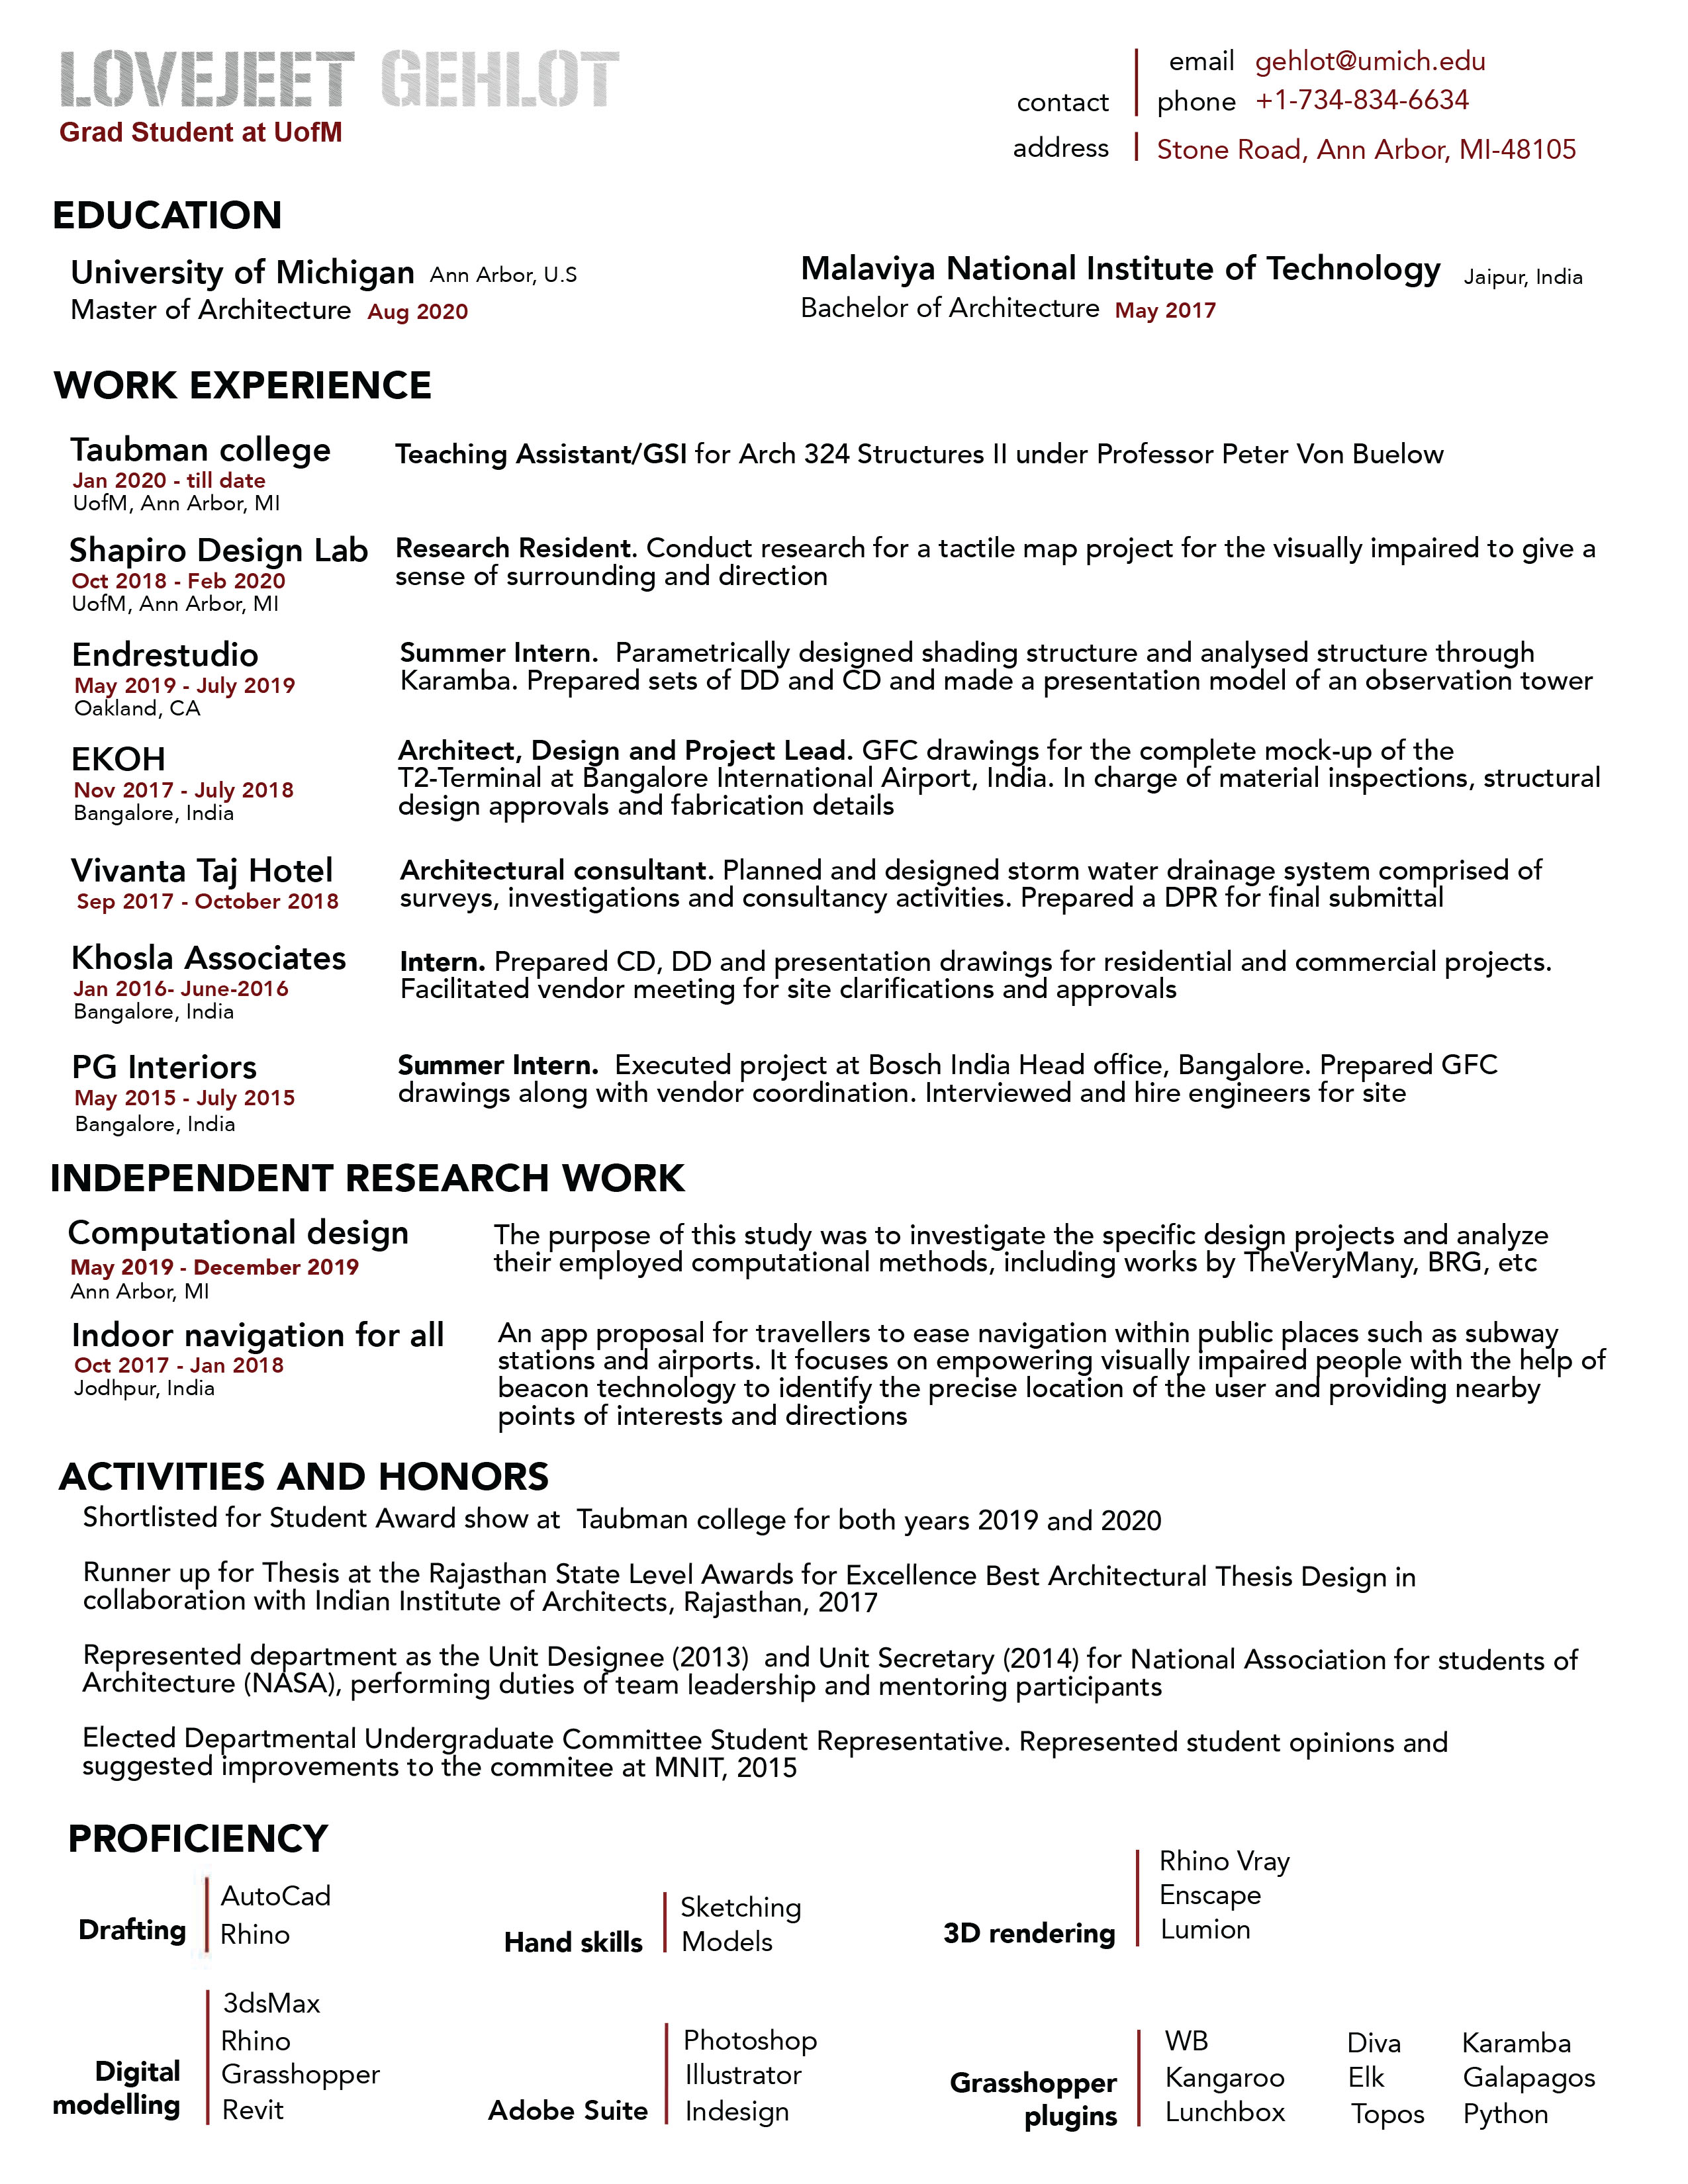 LOVEJEET GEHLOT
Grad Student at UofM
contact
email gehlot@umich.edu
phone +1-734-834-6634
address Stone Road, Ann Arbor, MI-48105
EDUCATION
University of Michigan Ann Arbor, U.S
Master of Architecture Aug 2020
Malaviya National Institute of Technology Jaipur, India
Bachelor of Architecture May 2017
WORK EXPERIENCE
Taubman college
Jan 2020 - till date
UofM, Ann Arbor, MI
Teaching Assistant/GSI for Arch 324 Structures II under Professor Peter Von Buelow
Shapiro Design Lab
Oct 2018 - Feb 2020
UofM, Ann Arbor, MI
Research Resident. Conduct research for a tactile map project for the visually impaired to give a
sense of surrounding and direction
Endrestudio
May 2019 - July 2019
Oakland, CA
Summer Intern. Parametrically designed shading structure and analysed structure through
Karamba. Prepared sets of DD and CD and made a presentation model of an observation tower
EKOH
Nov 2017 - July 2018
Bangalore, India
Architect, Design and Project Lead. GFC drawings for the complete mock-up of the
T2-Terminal at Bangalore International Airport, India. In charge of material inspections, structural
design approvals and fabrication details
Vivanta Taj Hotel
Sep 2017 - October 2018
Architectural consultant. Planned and designed storm water drainage system comprised of
surveys, investigations and consultancy activities. Prepared a DPR for final submittal
Khosla Associates
Jan 2016- June-2016
Bangalore, India
Intern. Prepared CD, DD and presentation drawings for residential and commercial projects.
Facilitated vendor meeting for site clarifications and approvals
PG Interiors
May 2015 - July 2015
Bangalore, India
Summer Intern. Executed project at Bosch India Head office, Bangalore. Prepared GFC
drawings along with vendor coordination. Interviewed and hire engineers for site
INDEPENDENT RESEARCH WORK
Computational design
May 2019 - December 2019
Ann Arbor, MI
The purpose of this study was to investigate the specific design projects and analyze
their employed computational methods, including works by TheVeryMany, BRG, etc
Indoor navigation for all
Oct 2017 - Jan 2018
Jodhpur, India
An app proposal for travellers to ease navigation within public places such as subway
stations and airports. It focuses on empowering visually impaired people with the help of
beacon technology to identify the precise location of the user and providing nearby
points of interests and directions
ACTIVITIES AND HONORS
Shortlisted for Student Award show at Taubman college for both years 2019 and 2020
Runner up for Thesis at the Rajasthan State Level Awards for Excellence Best Architectural Thesis Design in
collaboration with Indian Institute of Architects, Rajasthan, 2017
Represented department as the Unit Designee (2013) and Unit Secretary (2014) for National Association for students of
Architecture (NASA), performing duties of team leadership and mentoring participants
Elected Departmental Undergraduate Committee Student Representative. Represented student opinions and
suggested improvements to the commitee at MNIT, 2015
PROFICIENCY
Drafting
AutoCad
Rhino
Hand skills
Sketching
Models
3D rendering
Rhino Vray
Enscape
Lumion
Digital
modelling
3dsMax
Rhino
Grasshopper
Revit
Adobe Suite
Photoshop
Illustrator
Indesign
Grasshopper
plugins
WB Diva Karamba
Kangaroo Elk Galapagos
Lunchbox Topos Python